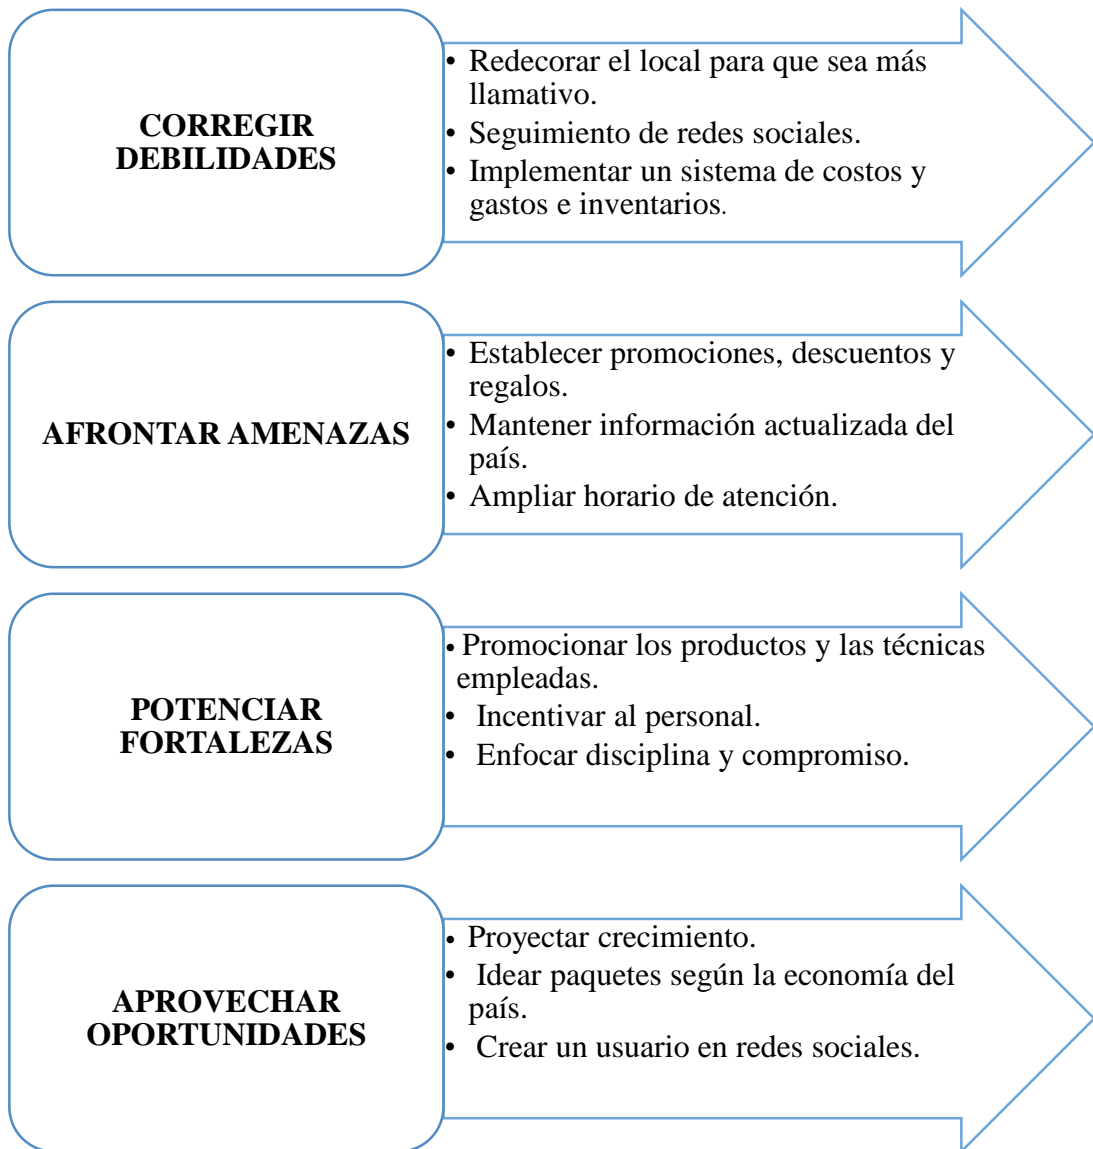 CORREGIR
DEBILIDADES
• Redecorar el local para que sea más
llamativo.
• Seguimiento de redes sociales.
• Implementar un sistema de costos y
gastos e inventarios.
AFRONTAR AMENAZAS
• Establecer promociones, descuentos y
regalos.
• Mantener información actualizada del
país.
• Ampliar horario de atención.
POTENCIAR
FORTALEZAS
• Promocionar los productos y las técnicas
empleadas.
• Incentivar al personal.
• Enfocar disciplina y compromiso.
APROVECHAR
OPORTUNIDADES
• Proyectar crecimiento.
• Idear paquetes según la economía del
país.
• Crear un usuario en redes sociales.